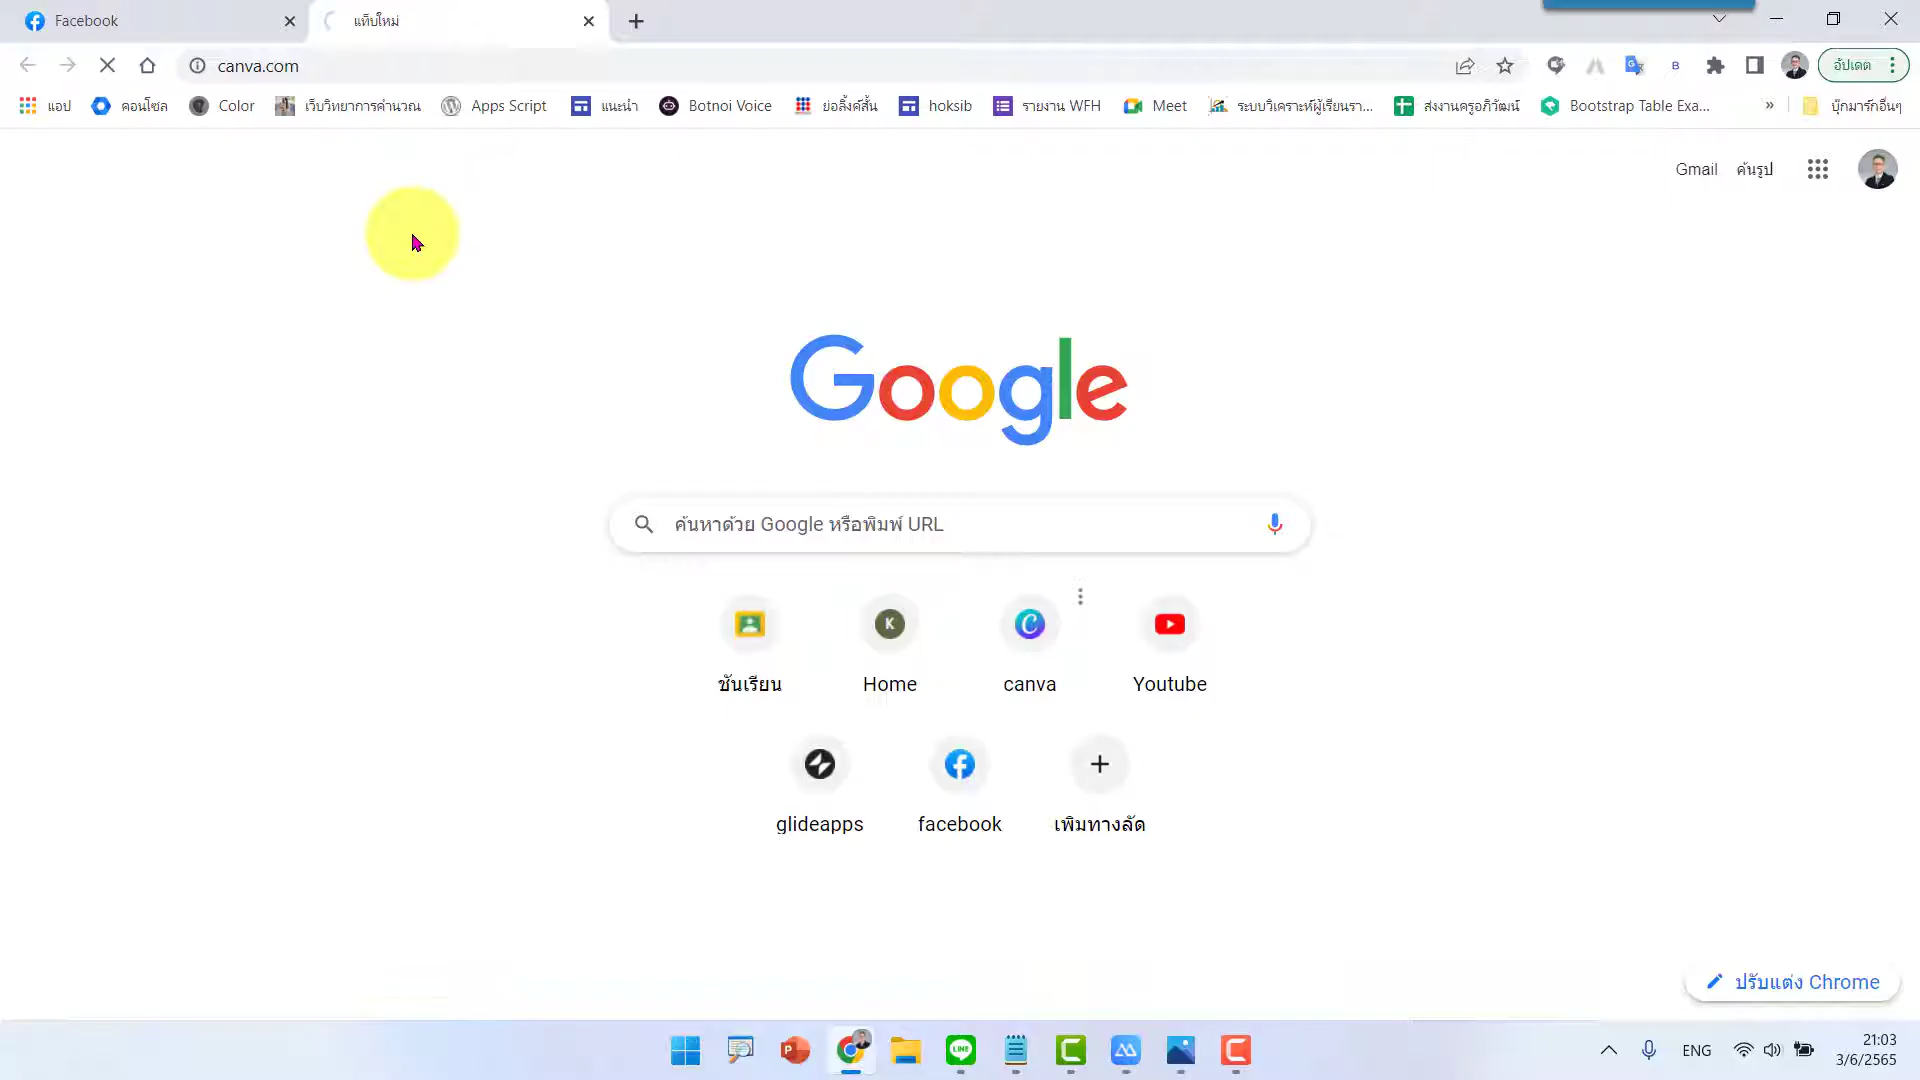 Facebook
แท็บใหม่
canva.com
อัปเดต
แอป
คอนโซล
Color
เว็บวิทยาการคำนวณ
Apps Script
แนะนำ
Botnoi Voice
ย่อลิ้งค์สั้น
hoksib
รายงาน WFH
Meet
ระบบวิเคราะห์ผู้เรียนรา...
ส่งงานครูอภิวัฒน์
Bootstrap Table Exa...
»
บุ๊กมาร์กอื่นๆ
Gmail
ค้นรูป
Google
ค้นหาด้วย Google หรือพิมพ์ URL
ชั้นเรียน
K
Home
canva
Youtube
glideapps
facebook
เพิ่มทางลัด
ปรับแต่ง Chrome
ENG
21:03
3/6/2565